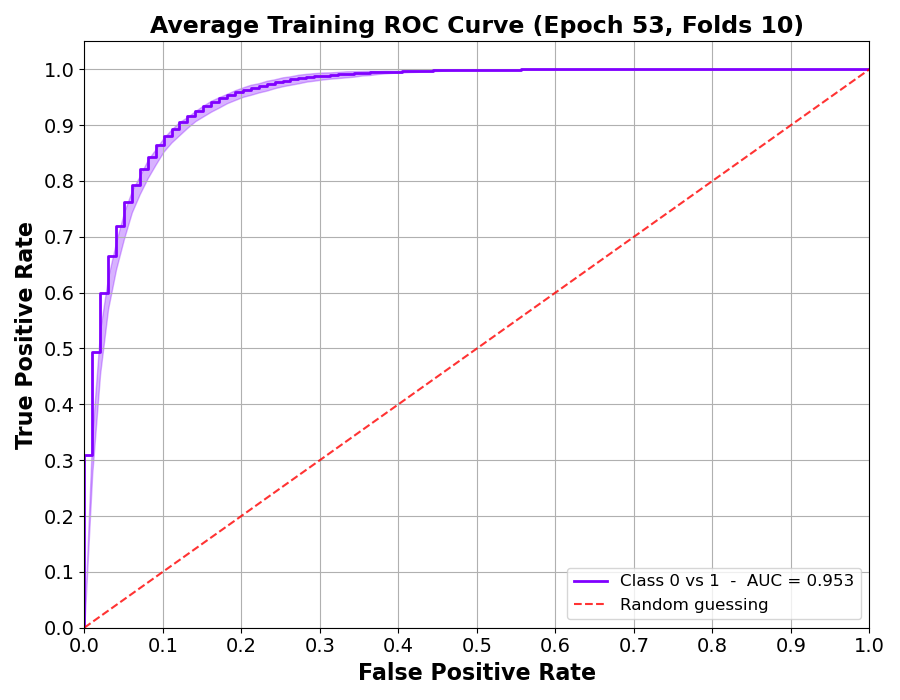 Average Training ROC Curve (Epoch 53, Folds 10)
1.0
0.9
0.8
0.7
0.6
0.5
0.4
0.3
0.2
0.1
0.0
True Positive Rate
Class 0 vs 1 - AUC = 0.953
Random guessing
0.0 0.1 0.2 0.3 0.4 0.5 0.6 0.7 0.8 0.9 1.0
False Positive Rate